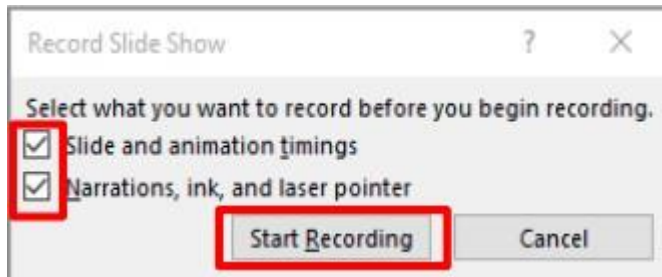 Record Slide Show ? ×
Select what you want to record before you begin recording.
Slide and animation timings
Narrations, ink, and laser pointer
Start Recording Cancel